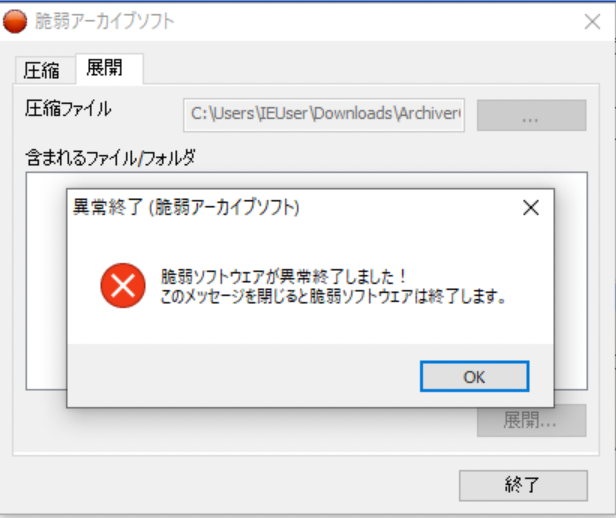 脆弱アーカイブソフト
圧縮 展開
圧縮ファイル C:\Users\IEUser\Downloads\Archiver ...
含まれるファイル/フォルダ
異常終了 (脆弱アーカイブソフト)
脆弱ソフトウエアが異常終了しました!
このメッセージを閉じると脆弱ソフトウエアは終了します。
OK
展開...
終了